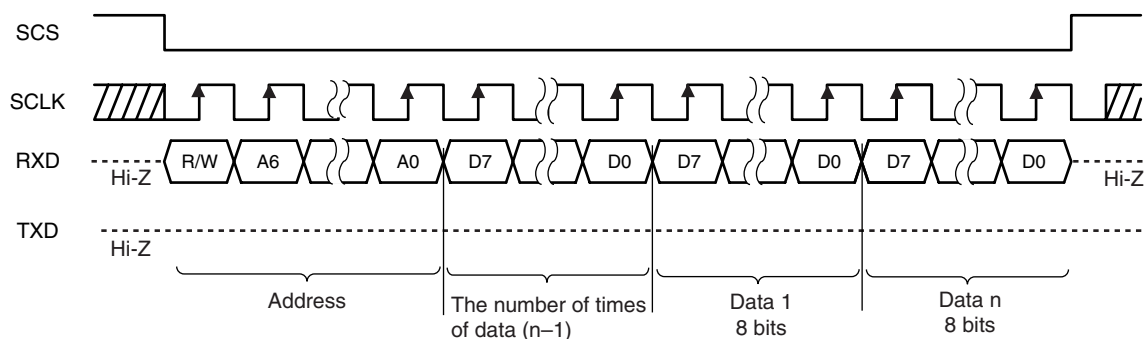 SCS
SCLK
RXD
R/W A6 A0 D7 D0 D7 D0 D7 D0
Hi-Z Hi-Z
TXD
Hi-Z
Address
The number of times
of data (n–1)
Data 1
8 bits
Data n
8 bits